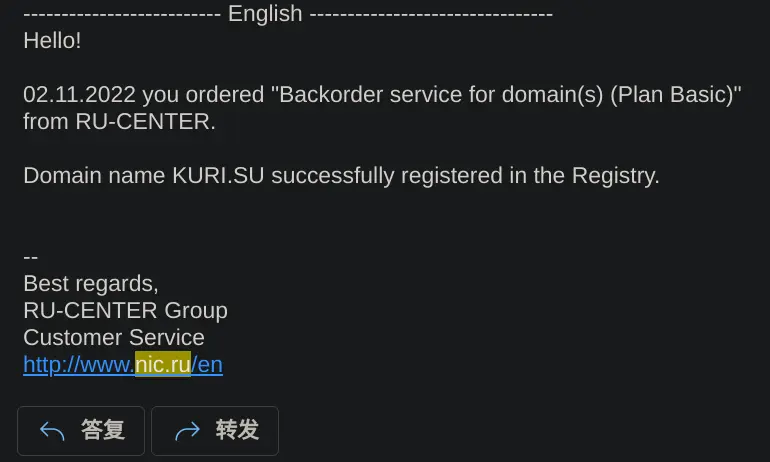 -------------------------- English --------------------------------
Hello!
02.11.2022 you ordered "Backorder service for domain(s) (Plan Basic)"
from RU-CENTER.
Domain name KURI.SU successfully registered in the Registry.
--
Best regards,
RU-CENTER Group
Customer Service
http://www.nic.ru/en
答复 转发